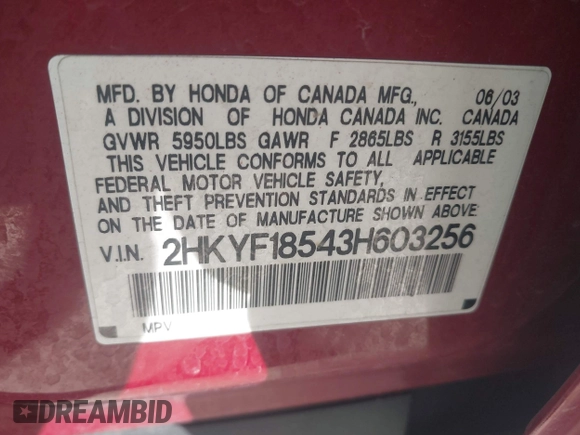 MFD. BY HONDA OF CANADA MFG., 06/03
A DIVISION OF HONDA CANADA INC. CANADA
GVWR 5950LBS GAWR F 2865LBS R 3155LBS
THIS VEHICLE CONFORMS TO ALL APPLICABLE
FEDERAL MOTOR VEHICLE SAFETY,
AND THEFT PREVENTION STANDARDS IN EFFECT
ON THE DATE OF MANUFACTURE SHOWN ABOVE
V.I.N. 2HKYF18543H603256
MPV
DREAMBID